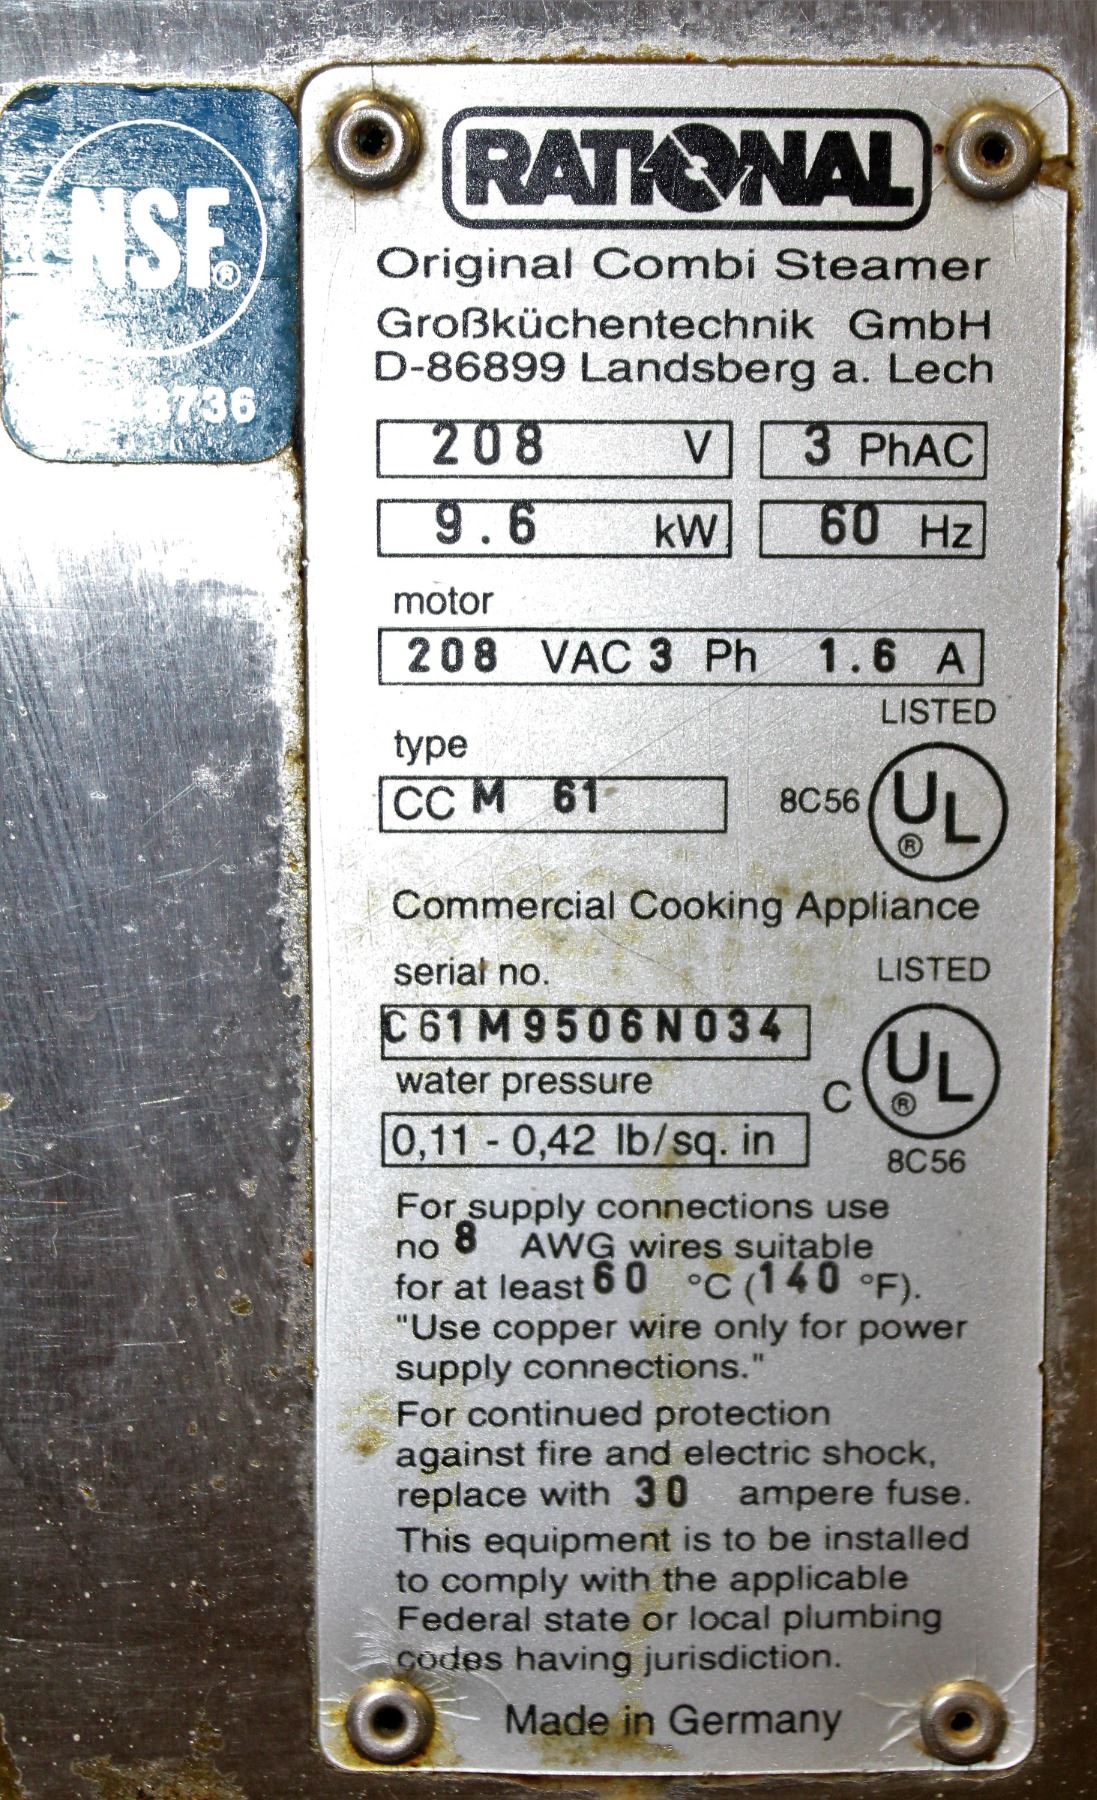 NSF®
8736
RATIONAL
Original Combi Steamer
Großküchentechnik GmbH
D-86899 Landsberg a. Lech
208 V 3 PhAC
9.6 kW 60 Hz
motor
208 VAC 3 Ph 1.6 A
LISTED
type
CC M 61
8C56 UL®
Commercial Cooking Appliance
serial no.
LISTED
C61M9506N034
water pressure
C UL®
0,11 - 0,42 lb/sq. in
8C56
For supply connections use
no 8 AWG wires suitable
for at least 60 °C (140 °F).
"Use copper wire only for power
supply connections."
For continued protection
against fire and electric shock,
replace with 30 ampere fuse.
This equipment is to be installed
to comply with the applicable
Federal state or local plumbing
codes having jurisdiction.
Made in Germany